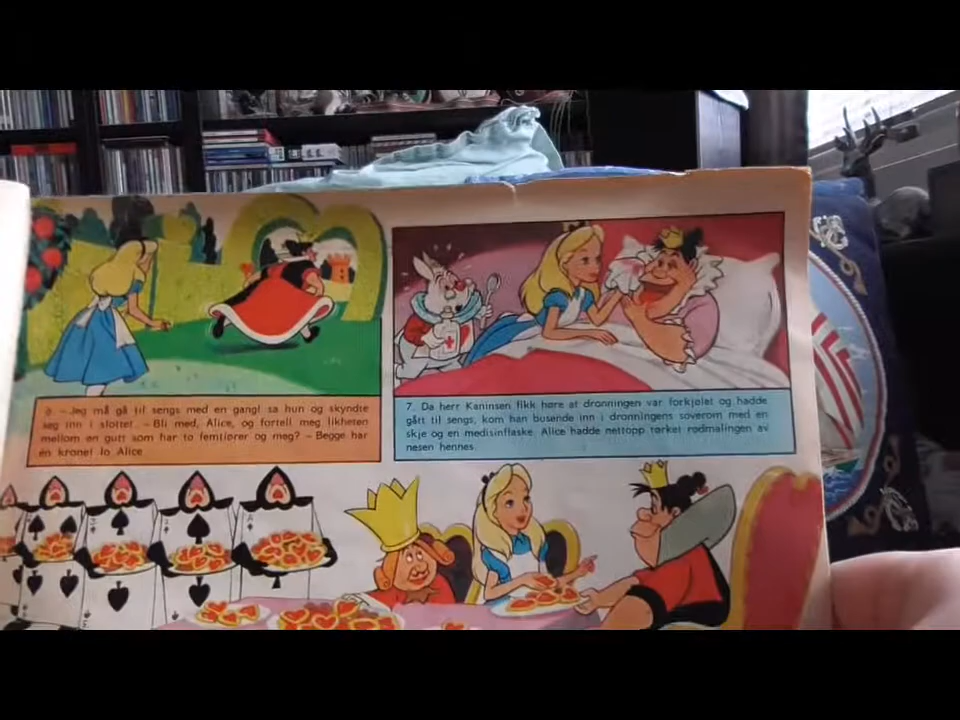 6. – Jeg må gå til sengs med en gang! sa hun og skyndte
seg inn i slottet. – Bli med, Alice, og fortell meg likheten
mellom en gutt som har to femtiører og meg? – Begge har
en krone! lo Alice.
7. Da herr Kaninsen fikk høre at dronningen var forkjølet og hadde
gått til sengs, kom han busende inn i dronningens soverom med en
skje og en medisinflaske. Alice hadde nettopp tørket rødmalingen av
nesen hennes.